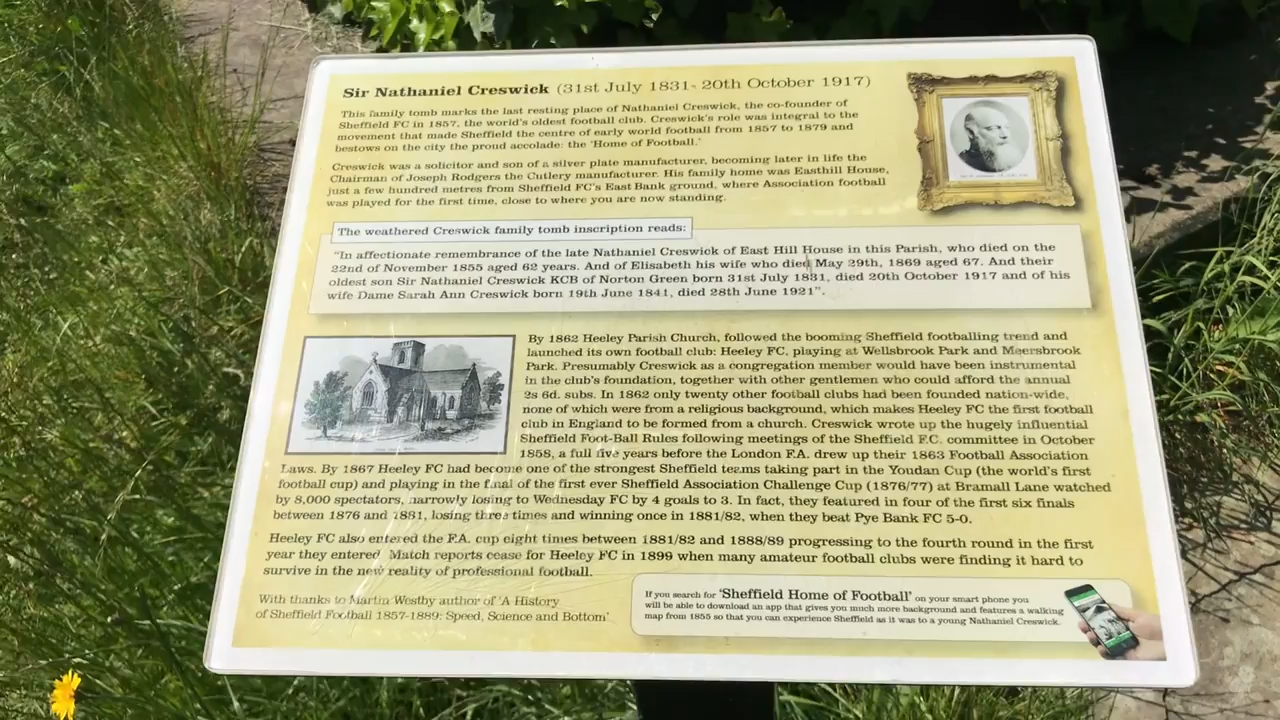 Sir Nathaniel Creswick (31st July 1831- 20th October 1917)
This family tomb marks the last resting place of Nathaniel Creswick, the co-founder of
Sheffield FC in 1857, the world's oldest football club. Creswick's role was integral to the
movement that made Sheffield the centre of early world football from 1857 to 1879 and
bestows on the city the proud accolade: the 'Home of Football.'
Creswick was a solicitor and son of a silver plate manufacturer, becoming later in life the
Chairman of Joseph Rodgers the Cutlery manufacturer. His family home was Easthill House,
just a few hundred metres from Sheffield FC's East Bank ground, where Association football
was played for the first time, close to where you are now standing.
The weathered Creswick family tomb inscription reads:
"In affectionate remembrance of the late Nathaniel Creswick of East Hill House in this Parish, who died on the
22nd of November 1855 aged 62 years. And of Elisabeth his wife who died May 29th, 1869 aged 67. And their
oldest son Sir Nathaniel Creswick KCB of Norton Green born 31st July 1831, died 20th October 1917 and of his
wife Dame Sarah Ann Creswick born 19th June 1841, died 28th June 1921".
By 1862 Heeley Parish Church, followed the booming Sheffield footballing trend and
launched its own football club: Heeley FC, playing at Wellsbrook Park and Meersbrook
Park. Presumably Creswick as a congregation member would have been instrumental
in the club's foundation, together with other gentlemen who could afford the annual
2s 6d. subs. In 1862 only twenty other football clubs had been founded nation-wide,
none of which were from a religious background, which makes Heeley FC the first football
club in England to be formed from a church. Creswick wrote up the hugely influential
Sheffield Foot-Ball Rules following meetings of the Sheffield F.C. committee in October
1858, a full five years before the London F.A. drew up their 1863 Football Association
Laws. By 1867 Heeley FC had become one of the strongest Sheffield teams taking part in the Youdan Cup (the world's first
football cup) and playing in the final of the first ever Sheffield Association Challenge Cup (1876/77) at Bramall Lane watched
by 8,000 spectators, narrowly losing to Wednesday FC by 4 goals to 3. In fact, they featured in four of the first six finals
between 1876 and 1881, losing three times and winning once in 1881/82, when they beat Pye Bank FC 5-0.
Heeley FC also entered the F.A. cup eight times between 1881/82 and 1888/89 progressing to the fourth round in the first
year they entered. Match reports cease for Heeley FC in 1899 when many amateur football clubs were finding it hard to
survive in the new reality of professional football.
With thanks to Martin Westby author of 'A History
of Sheffield Football 1857-1889: Speed, Science and Bottom'
If you search for 'Sheffield Home of Football' on your smart phone you
will be able to download an app that gives you much more background and features a walking
map from 1855 so that you can experience Sheffield as it was to a young Nathaniel Creswick.